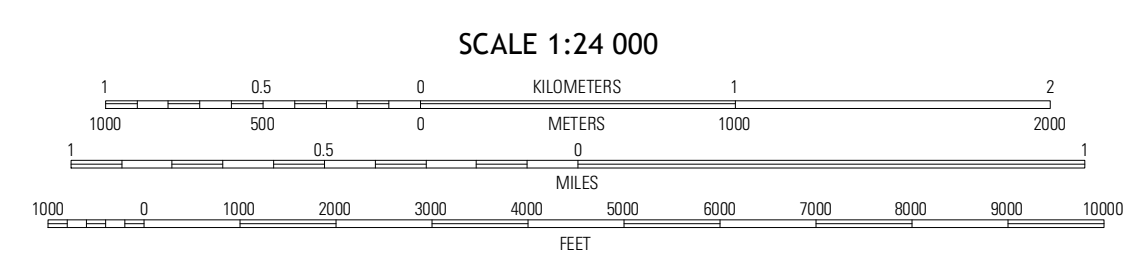 SCALE 1:24 000
1 0.5 0 KILOMETERS 1 2
1000 500 0 METERS 1000 2000
1 0.5 0 1
MILES
1000 0 1000 2000 3000 4000 5000 6000 7000 8000 9000 10000
FEET